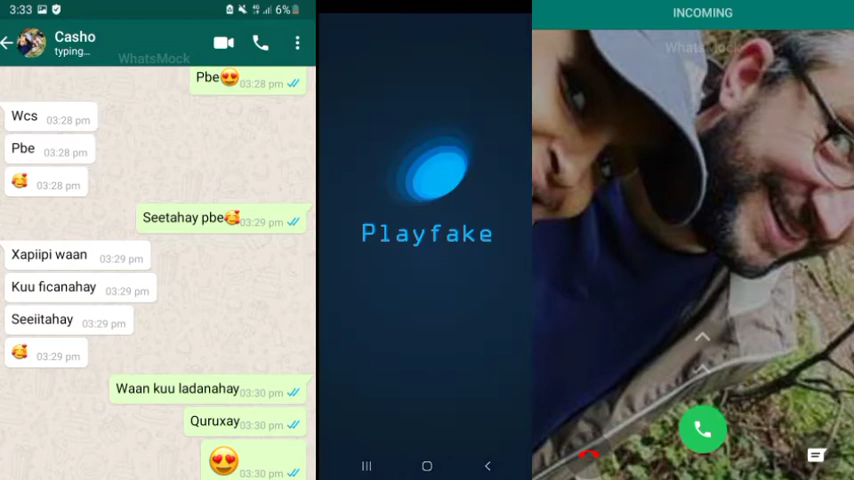 3:33
6%
Casho
typing...
WhatsMock
Pbe😍 03:28 pm
Wcs 03:28 pm
Pbe 03:28 pm
🥰 03:28 pm
Seetahay pbe🥰 03:29 pm
Xapiipi waan 03:29 pm
Kuu ficanahay 03:29 pm
Seeiitahay 03:29 pm
🥰 03:29 pm
Waan kuu ladanahay 03:30 pm
Quruxay 03:30 pm
😍 03:30 pm
Playfake
INCOMING
WhatsMock